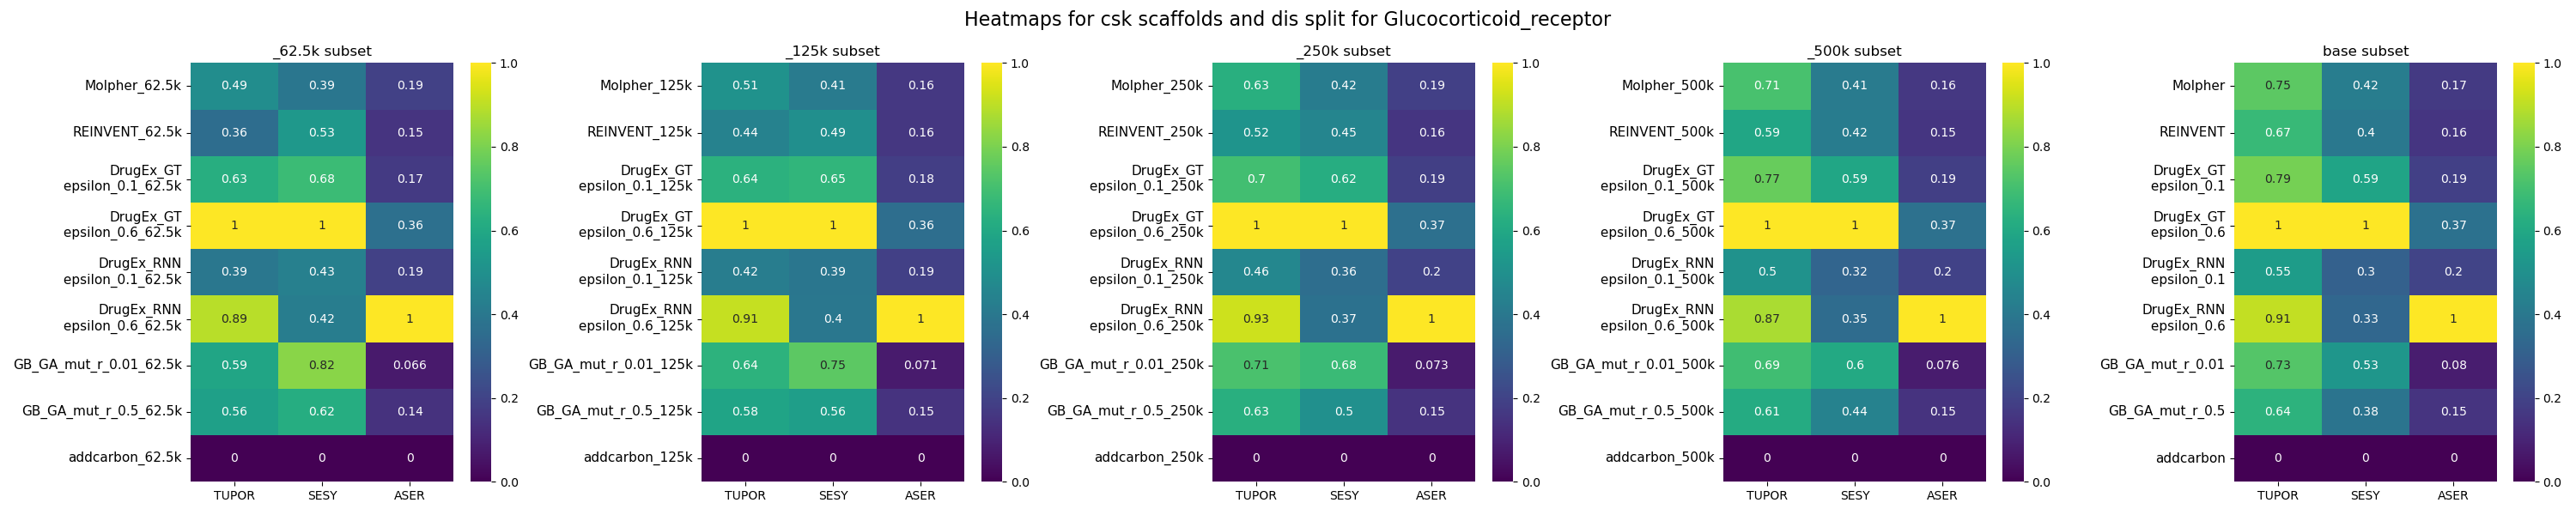 Heatmaps for csk scaffolds and dis split for Glucocorticoid_receptor
_62.5k subset
Molpher_62.5k 0.49 0.39 0.19
REINVENT_62.5k 0.36 0.53 0.15
DrugEx_GT
epsilon_0.1_62.5k 0.63 0.68 0.17
DrugEx_GT
epsilon_0.6_62.5k 1 1 0.36
DrugEx_RNN
epsilon_0.1_62.5k 0.39 0.43 0.19
DrugEx_RNN
epsilon_0.6_62.5k 0.89 0.42 1
GB_GA_mut_r_0.01_62.5k 0.59 0.82 0.066
GB_GA_mut_r_0.5_62.5k 0.56 0.62 0.14
addcarbon_62.5k 0 0 0
TUPOR SESY ASER
1.0
0.8
0.6
0.4
0.2
0.0
_125k subset
Molpher_125k 0.51 0.41 0.16
REINVENT_125k 0.44 0.49 0.16
DrugEx_GT
epsilon_0.1_125k 0.64 0.65 0.18
DrugEx_GT
epsilon_0.6_125k 1 1 0.36
DrugEx_RNN
epsilon_0.1_125k 0.42 0.39 0.19
DrugEx_RNN
epsilon_0.6_125k 0.91 0.4 1
GB_GA_mut_r_0.01_125k 0.64 0.75 0.071
GB_GA_mut_r_0.5_125k 0.58 0.56 0.15
addcarbon_125k 0 0 0
TUPOR SESY ASER
1.0
0.8
0.6
0.4
0.2
0.0
_250k subset
Molpher_250k 0.63 0.42 0.19
REINVENT_250k 0.52 0.45 0.16
DrugEx_GT
epsilon_0.1_250k 0.7 0.62 0.19
DrugEx_GT
epsilon_0.6_250k 1 1 0.37
DrugEx_RNN
epsilon_0.1_250k 0.46 0.36 0.2
DrugEx_RNN
epsilon_0.6_250k 0.93 0.37 1
GB_GA_mut_r_0.01_250k 0.71 0.68 0.073
GB_GA_mut_r_0.5_250k 0.63 0.5 0.15
addcarbon_250k 0 0 0
TUPOR SESY ASER
1.0
0.8
0.6
0.4
0.2
0.0
_500k subset
Molpher_500k 0.71 0.41 0.16
REINVENT_500k 0.59 0.42 0.15
DrugEx_GT
epsilon_0.1_500k 0.77 0.59 0.19
DrugEx_GT
epsilon_0.6_500k 1 1 0.37
DrugEx_RNN
epsilon_0.1_500k 0.5 0.32 0.2
DrugEx_RNN
epsilon_0.6_500k 0.87 0.35 1
GB_GA_mut_r_0.01_500k 0.69 0.6 0.076
GB_GA_mut_r_0.5_500k 0.61 0.44 0.15
addcarbon_500k 0 0 0
TUPOR SESY ASER
1.0
0.8
0.6
0.4
0.2
0.0
base subset
Molpher 0.75 0.42 0.17
REINVENT 0.67 0.4 0.16
DrugEx_GT
epsilon_0.1 0.79 0.59 0.19
DrugEx_GT
epsilon_0.6 1 1 0.37
DrugEx_RNN
epsilon_0.1 0.55 0.3 0.2
DrugEx_RNN
epsilon_0.6 0.91 0.33 1
GB_GA_mut_r_0.01 0.73 0.53 0.08
GB_GA_mut_r_0.5 0.64 0.38 0.15
addcarbon 0 0 0
TUPOR SESY ASER
1.0
0.8
0.6
0.4
0.2
0.0